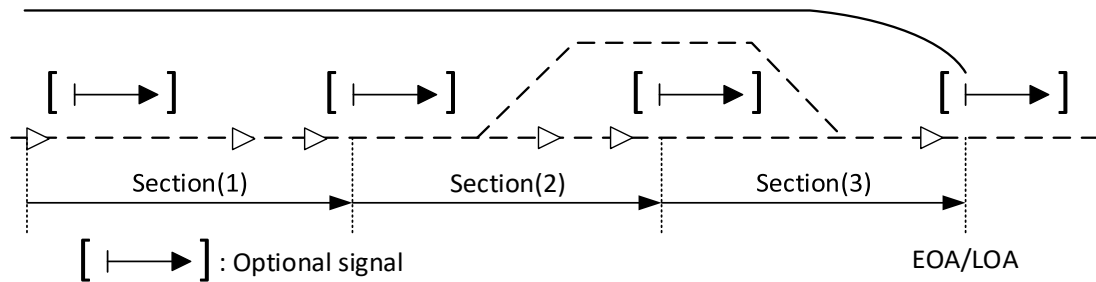 [ ] [ ] [ ] [ ]
Section(1) Section(2) Section(3)
[ ] : Optional signal
EOA/LOA